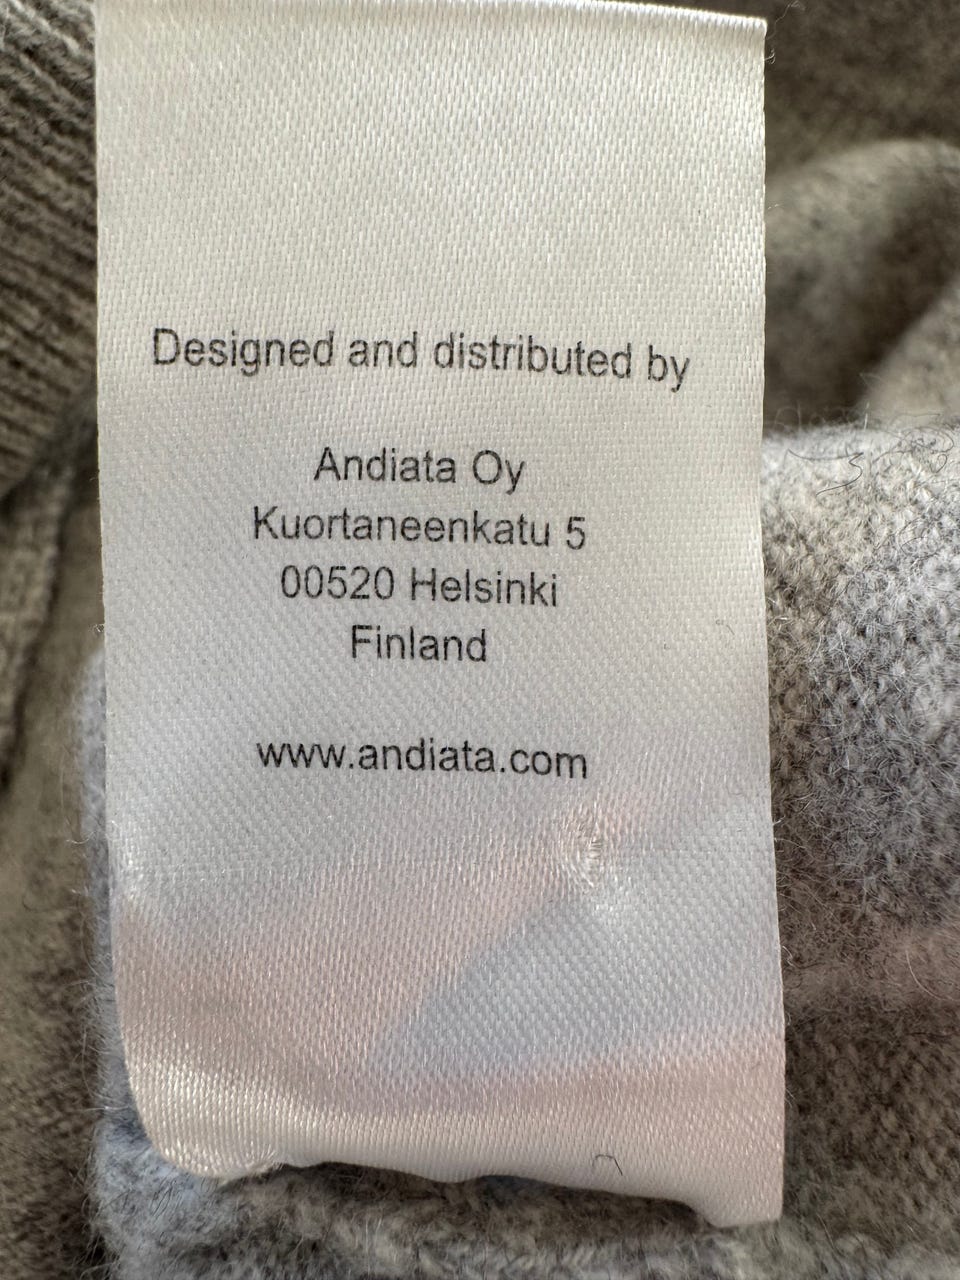 Designed and distributed by
Andiata Oy
Kuortaneenkatu 5
00520 Helsinki
Finland
www.andiata.com